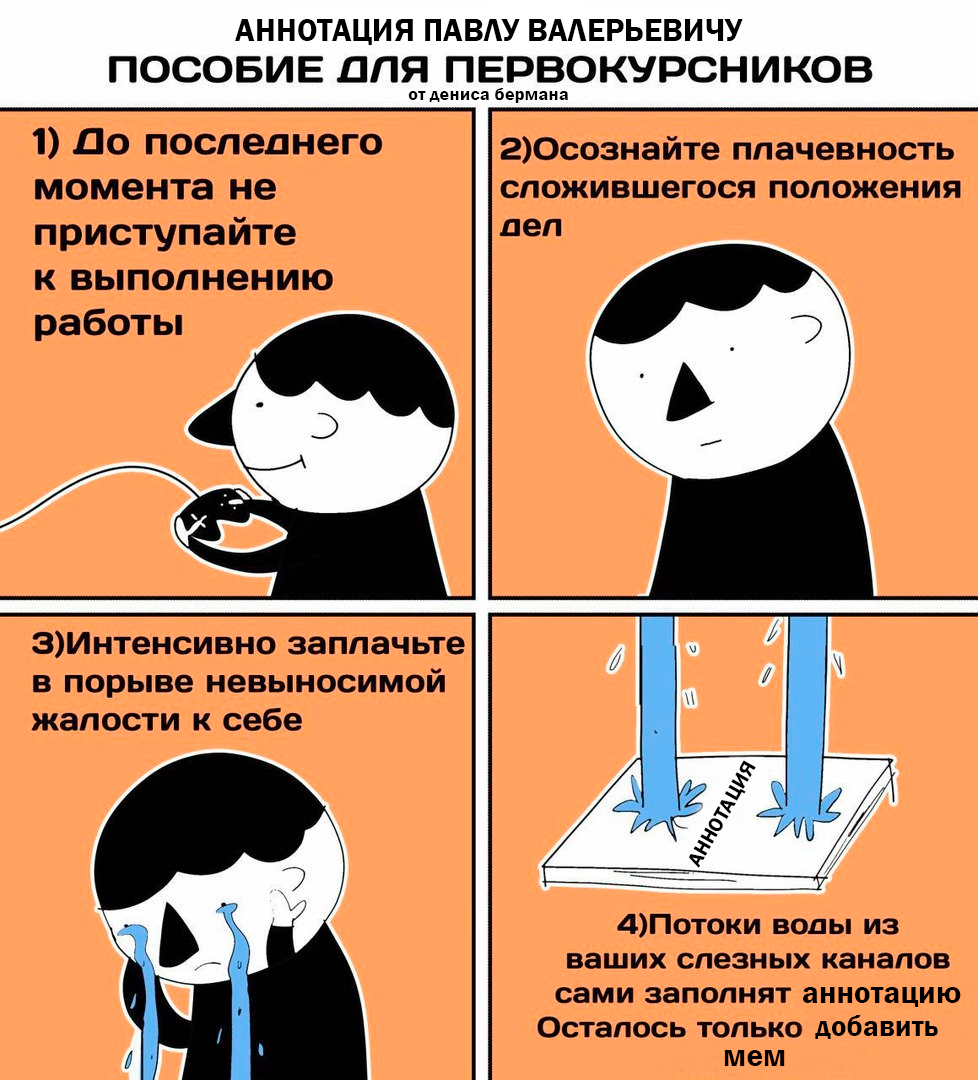 АННОТАЦИЯ ПАВЛУ ВАЛЕРЬЕВИЧУ
ПОСОБИЕ ДЛЯ ПЕРВОКУРСНИКОВ
от дениса бермана
1) До последнего
момента не
приступайте
к выполнению
работы
2)Осознайте плачевность
сложившегося положения
дел
3)Интенсивно заплачьте
в порыве невыносимой
жалости к себе
АННОТАЦИЯ
4)Потоки воды из
ваших слезных каналов
сами заполнят аннотацию
Осталось только добавить
мем